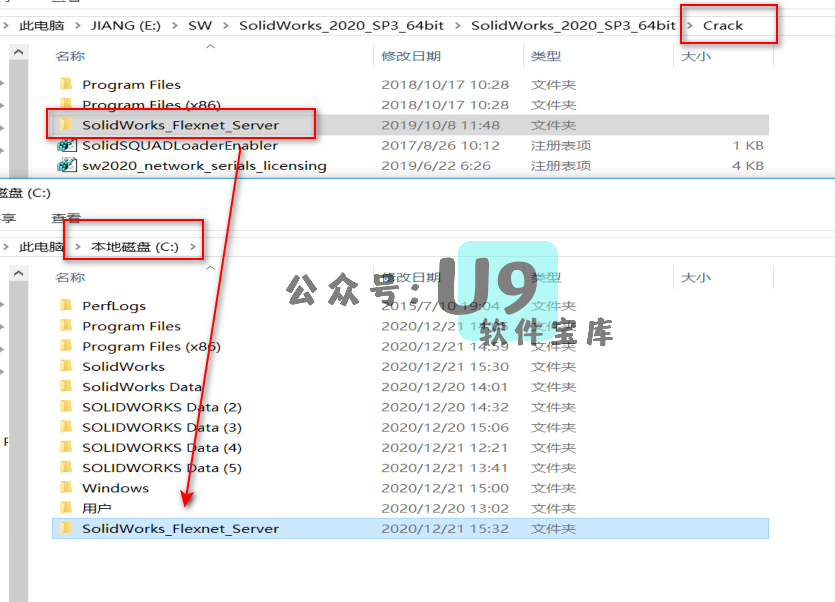 此电脑 > JIANG (E:) > SW > SolidWorks_2020_SP3_64bit > SolidWorks_2020_SP3_64bit > Crack
名称 修改日期 类型 大小
Program Files 2018/10/17 10:28 文件夹
Program Files (x86) 2018/10/17 10:28 文件夹
SolidWorks_Flexnet_Server 2019/10/8 11:48 文件夹
SolidSQUADLoaderEnabler 2017/8/26 10:12 注册表项 1 KB
sw2020_network_serials_licensing 2019/6/22 6:26 注册表项 4 KB
磁盘 (C:)
享 查看
此电脑 > 本地磁盘 (C:) >
名称 修改日期 类型 大小
公众号: U9
软件宝库
PerfLogs 2015/7/10 19:04 文件夹
Program Files 2020/12/21 文件夹
Program Files (x86) 2020/12/21 14:59 文件夹
SolidWorks 2020/12/21 15:30 文件夹
SolidWorks Data 2020/12/20 14:01 文件夹
SOLIDWORKS Data (2) 2020/12/20 14:32 文件夹
SOLIDWORKS Data (3) 2020/12/20 15:06 文件夹
SOLIDWORKS Data (4) 2020/12/21 12:21 文件夹
SOLIDWORKS Data (5) 2020/12/21 13:41 文件夹
Windows 2020/12/21 15:00 文件夹
用户 2020/12/20 13:02 文件夹
SolidWorks_Flexnet_Server 2020/12/21 15:32 文件夹